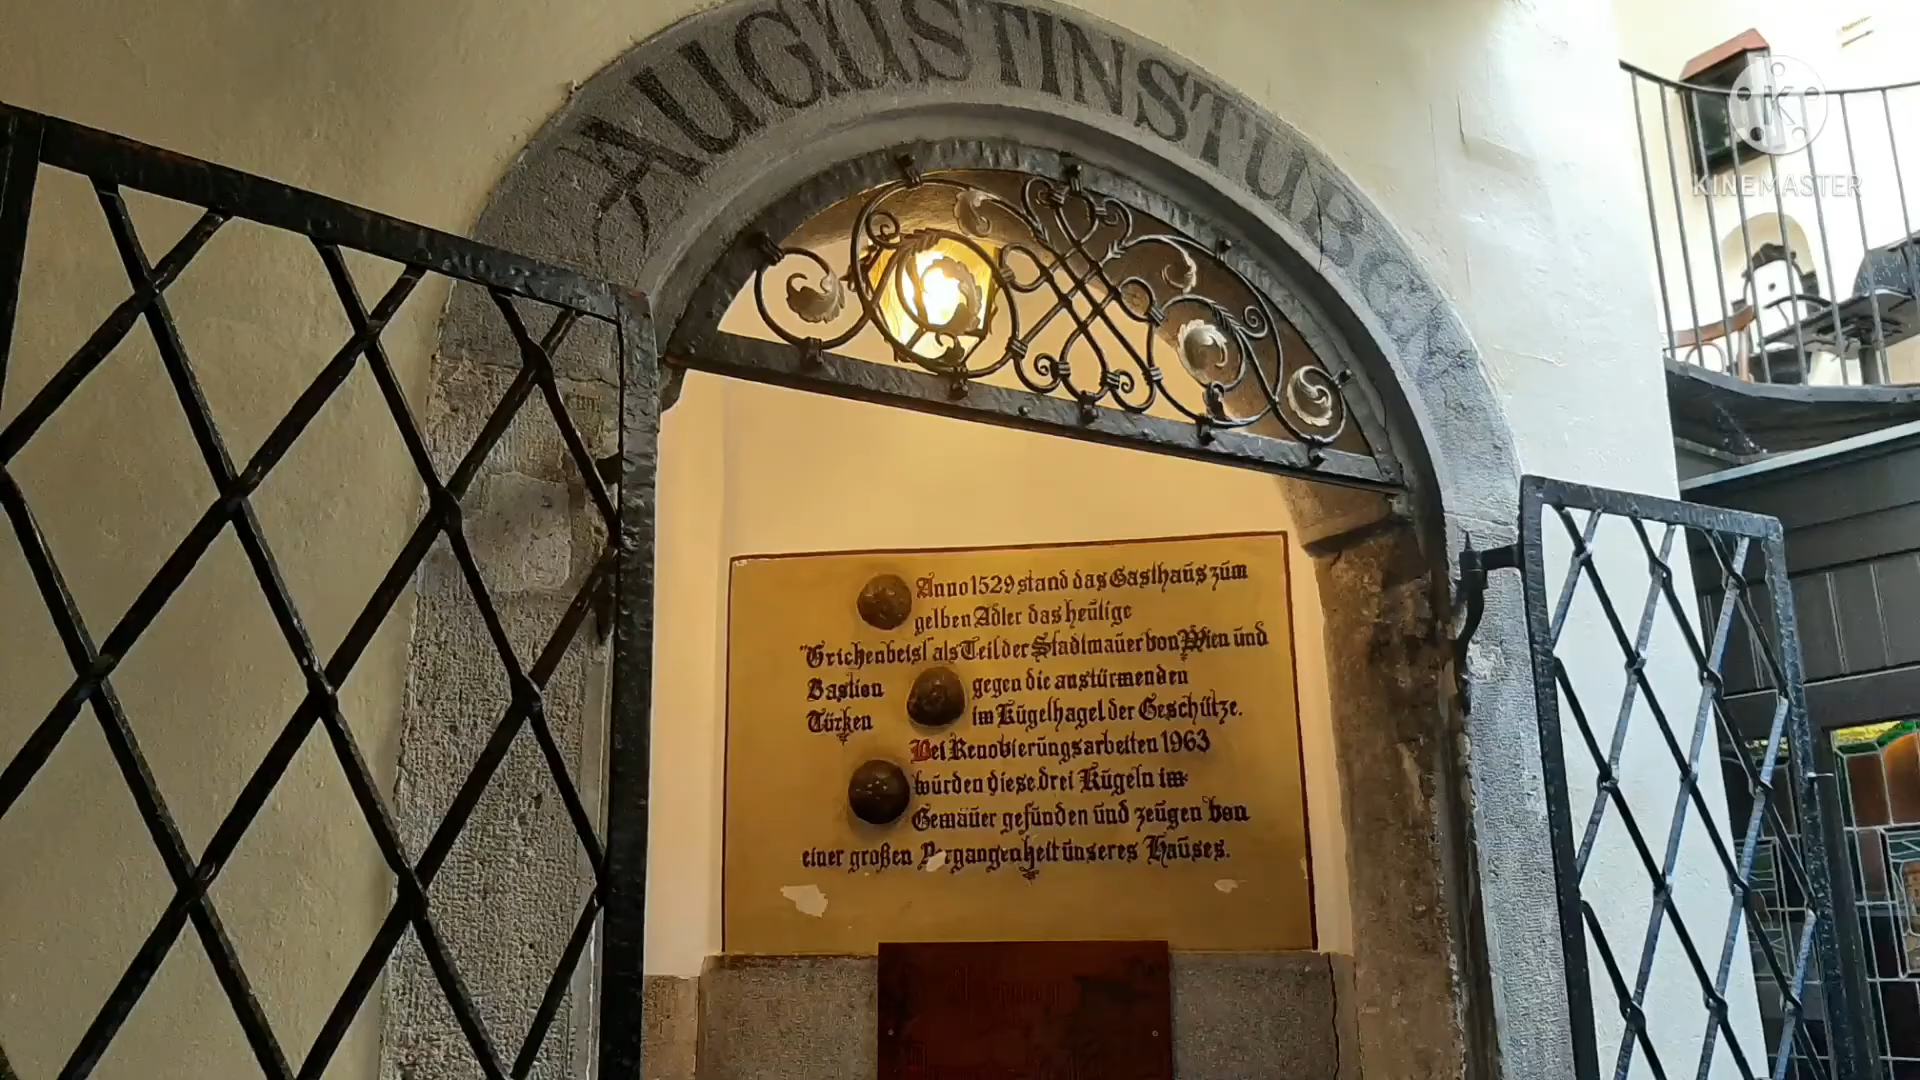 AUGUSTINSTUBEN
KINEMASTER
Anno 1529 stand das Gasthaus zum
gelben Adler das heutige
"Grichenbeisl" als Teil der Stadtmauer von Wien und
Bastion gegen die anstürmenden
Türken im Kugelhagel der Geschütze.
Bei Renovierungsarbeiten 1963
wurden diese drei Kugeln im
Gemäuer gefunden und zeugen von
einer großen Vergangenheit unseres Hauses.